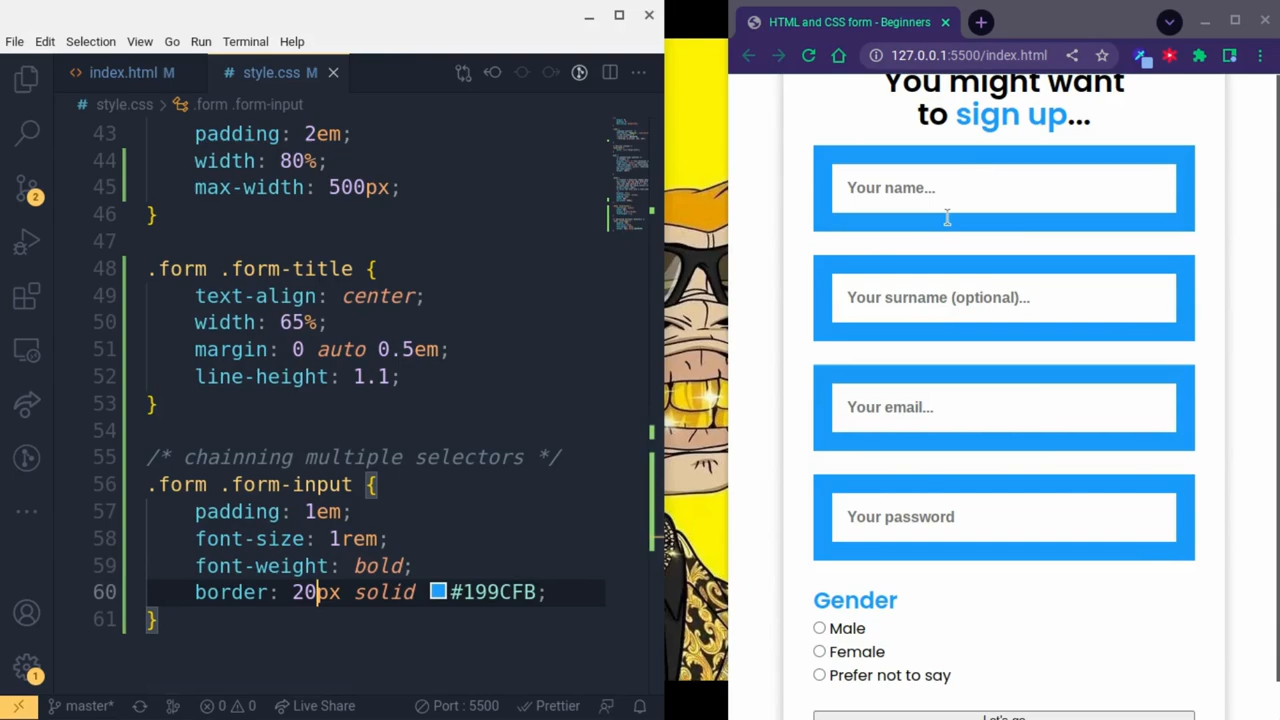 File Edit Selection View Go Run Terminal Help
index.html M
style.css M
# style.css > .form .form-input
43 padding: 2em;
44 width: 80%;
45 max-width: 500px;
46 }
47
48 .form .form-title {
49 text-align: center;
50 width: 65%;
51 margin: 0 auto 0.5em;
52 line-height: 1.1;
53 }
54
55 /* chainning multiple selectors */
56 .form .form-input {
57 padding: 1em;
58 font-size: 1rem;
59 font-weight: bold;
60 border: 20px solid #199CFB;
61 }
2
1
master* 0 0 Live Share Port : 5500 Prettier
HTML and CSS form - Beginners
127.0.0.1:5500/index.html
You might want
to sign up...
Your name...
Your surname (optional)...
Your email...
Your password
Gender
Male
Female
Prefer not to say
Let's go